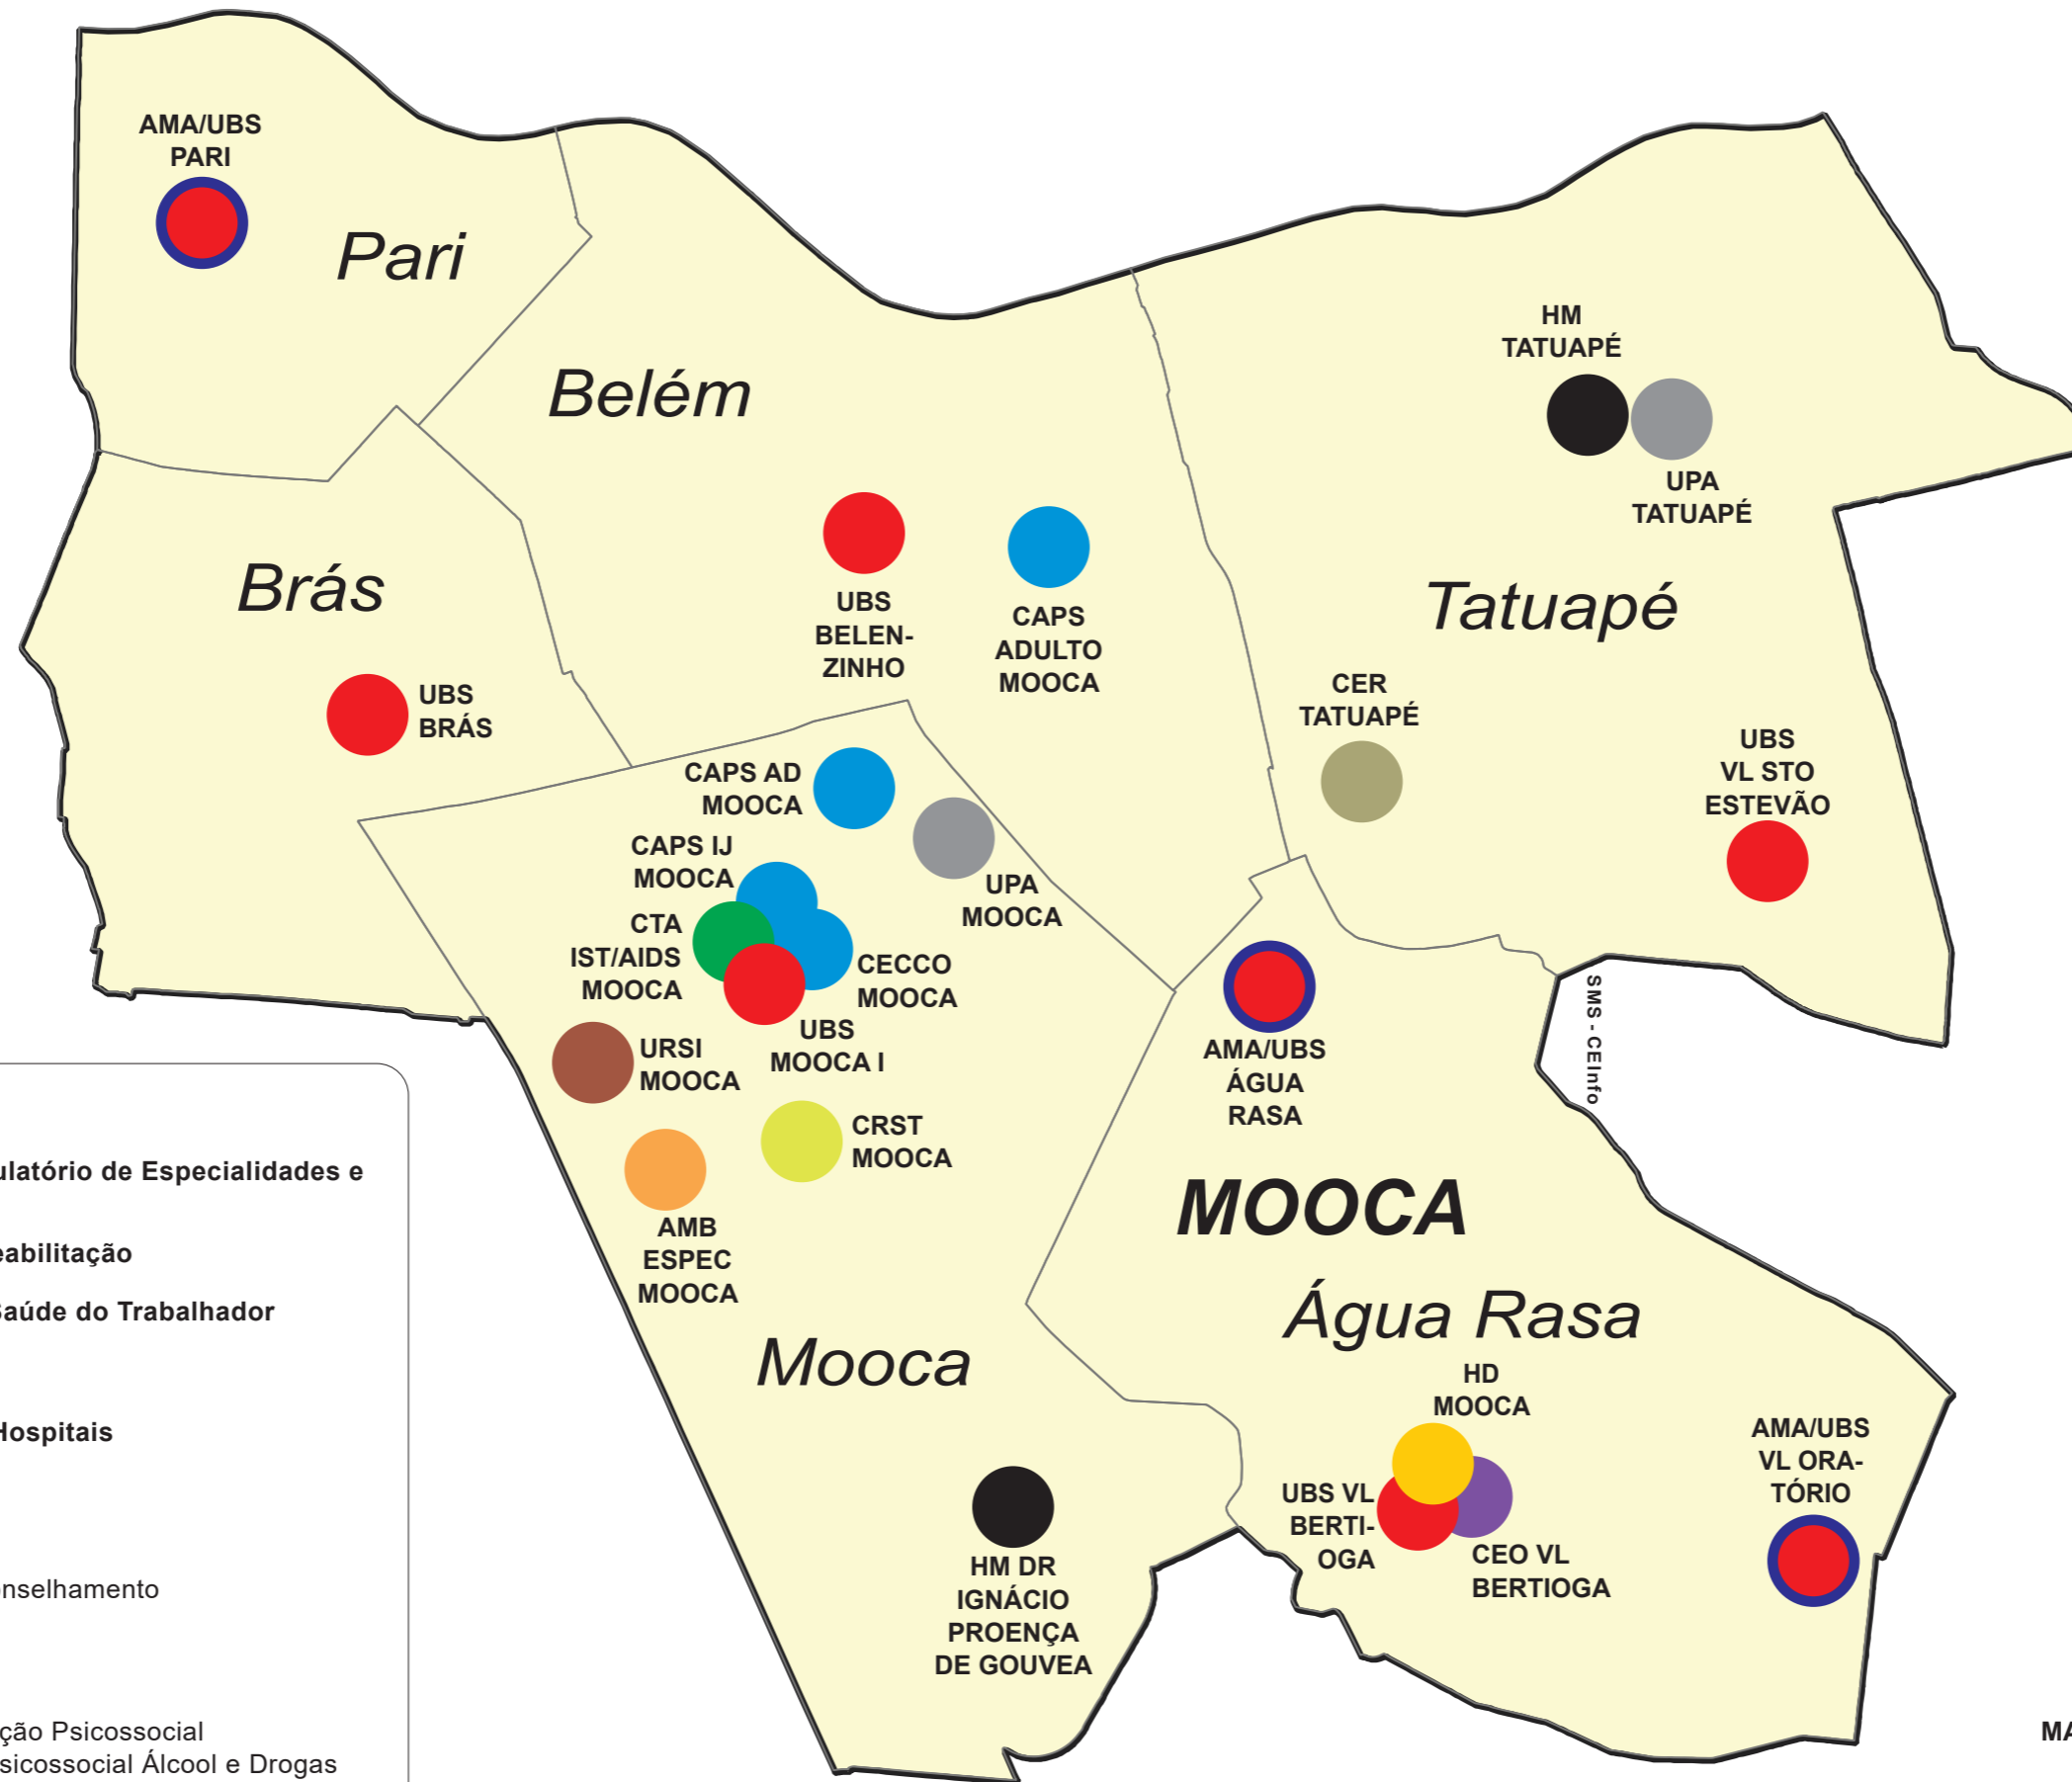 AMA/UBS
PARI
Pari
Belém
HM
TATUAPÉ
UPA
TATUAPÉ
Brás
UBS
BRÁS
UBS
BELEN-
ZINHO
CAPS
ADULTO
MOOCA
Tatuapé
CER
TATUAPÉ
UBS
VL STO
ESTEVÃO
CAPS AD
MOOCA
UPA
MOOCA
CAPS IJ
MOOCA
CTA
IST/AIDS
MOOCA
CECCO
MOOCA
UBS
MOOCA I
URSI
MOOCA
CRST
MOOCA
AMB
ESPEC
MOOCA
AMA/UBS
ÁGUA
RASA
SMS - CEInfo
MOOCA
Água Rasa
Mooca
HD
MOOCA
UBS VL
BERTI-
OGA
CEO VL
BERTIOGA
AMA/UBS
VL ORA-
TÓRIO
HM DR
IGNÁCIO
PROENÇA
DE GOUVEA
ulatório de Especialidades e
eabilitação
Saúde do Trabalhador
Hospitais
onselhamento
ção Psicossocial
sicossocial Álcool e Drogas
MA